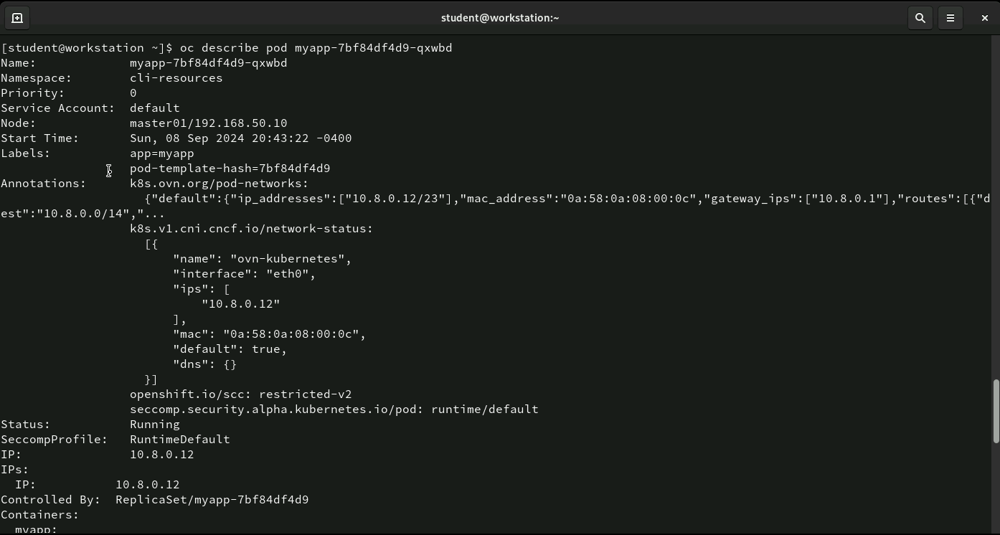 student@workstation:~
[student@workstation ~]$ oc describe pod myapp-7bf84df4d9-qxwbd
Name:             myapp-7bf84df4d9-qxwbd
Namespace:        cli-resources
Priority:         0
Service Account:  default
Node:             master01/192.168.50.10
Start Time:       Sun, 08 Sep 2024 20:43:22 -0400
Labels:           app=myapp
                  pod-template-hash=7bf84df4d9
Annotations:      k8s.ovn.org/pod-networks:
                    {"default":{"ip_addresses":["10.8.0.12/23"],"mac_address":"0a:58:0a:08:00:0c","gateway_ips":["10.8.0.1"],"routes":[{"d
est":"10.8.0.0/14","...
                  k8s.v1.cni.cncf.io/network-status:
                    [{
                        "name": "ovn-kubernetes",
                        "interface": "eth0",
                        "ips": [
                            "10.8.0.12"
                        ],
                        "mac": "0a:58:0a:08:00:0c",
                        "default": true,
                        "dns": {}
                    }]
                  openshift.io/scc: restricted-v2
                  seccomp.security.alpha.kubernetes.io/pod: runtime/default
Status:           Running
SeccompProfile:   RuntimeDefault
IP:               10.8.0.12
IPs:
  IP:           10.8.0.12
Controlled By:  ReplicaSet/myapp-7bf84df4d9
Containers:
  myapp: